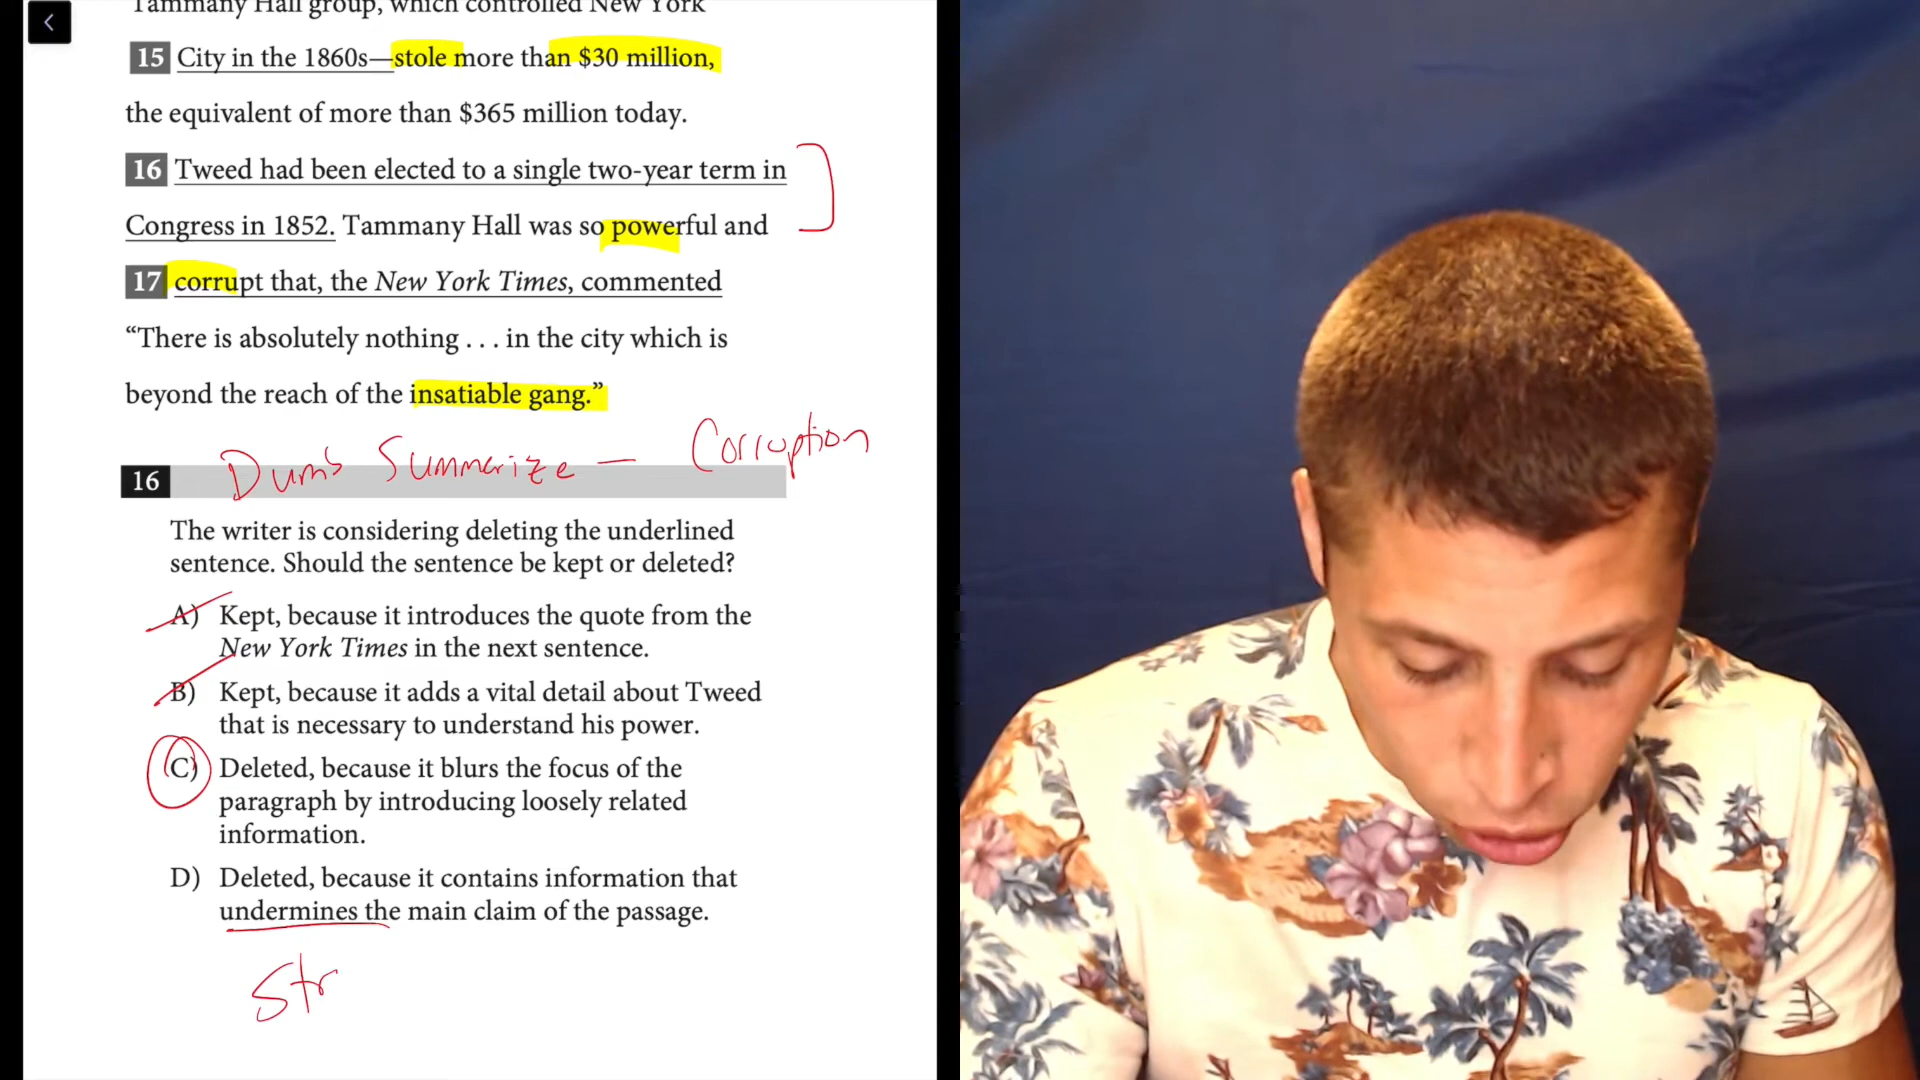 Tammany Hall group, which controlled New York
15 City in the 1860s—stole more than $30 million,
the equivalent of more than $365 million today.
16 Tweed had been elected to a single two-year term in
Congress in 1852. Tammany Hall was so powerful and
17 corrupt that, the New York Times, commented
“There is absolutely nothing . . . in the city which is
beyond the reach of the insatiable gang.”
Dumb Summarize — Corruption
16
The writer is considering deleting the underlined
sentence. Should the sentence be kept or deleted?
A) Kept, because it introduces the quote from the
New York Times in the next sentence.
B) Kept, because it adds a vital detail about Tweed
that is necessary to understand his power.
C) Deleted, because it blurs the focus of the
paragraph by introducing loosely related
information.
D) Deleted, because it contains information that
undermines the main claim of the passage.
Str